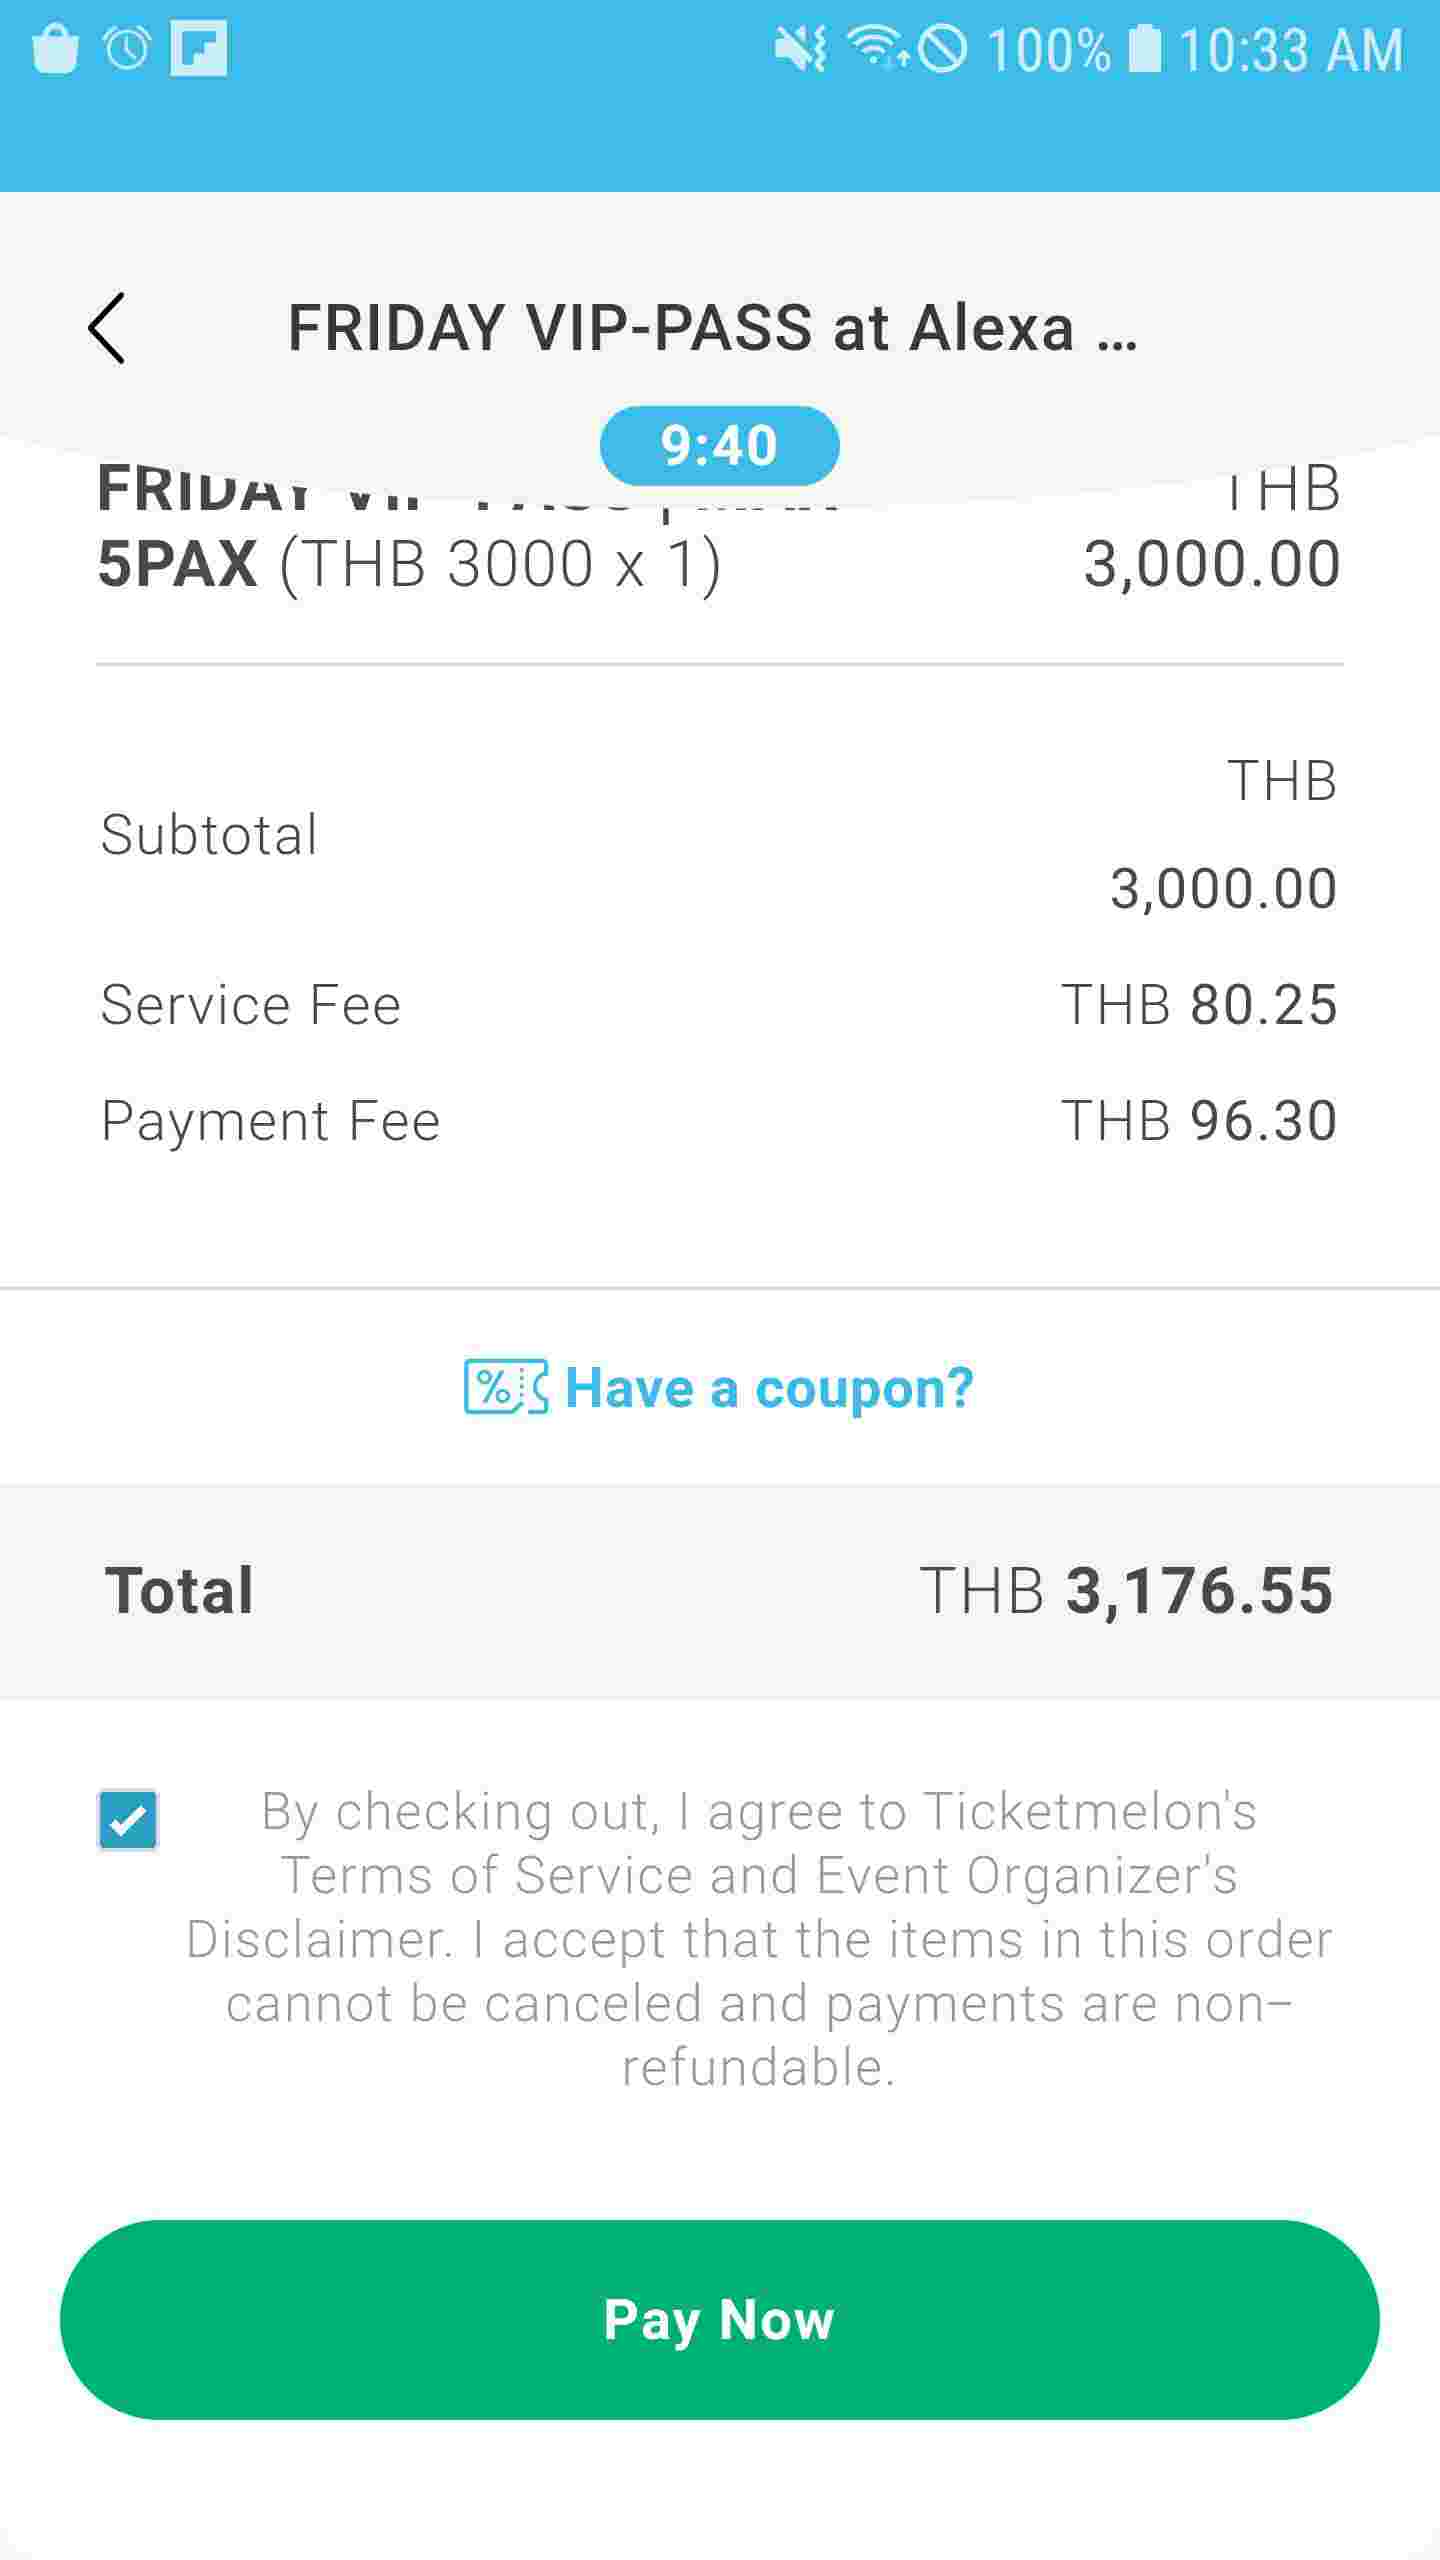 100% 10:33 AM
FRIDAY VIP-PASS at Alexa ...
9:40
FRIDAY THB
5PAX (THB 3000 x 1) 3,000.00
THB
Subtotal
3,000.00
Service Fee THB 80.25
Payment Fee THB 96.30
% Have a coupon?
Total THB 3,176.55
By checking out, I agree to Ticketmelon's
Terms of Service and Event Organizer's
Disclaimer. I accept that the items in this order
cannot be canceled and payments are non-
refundable.
Pay Now